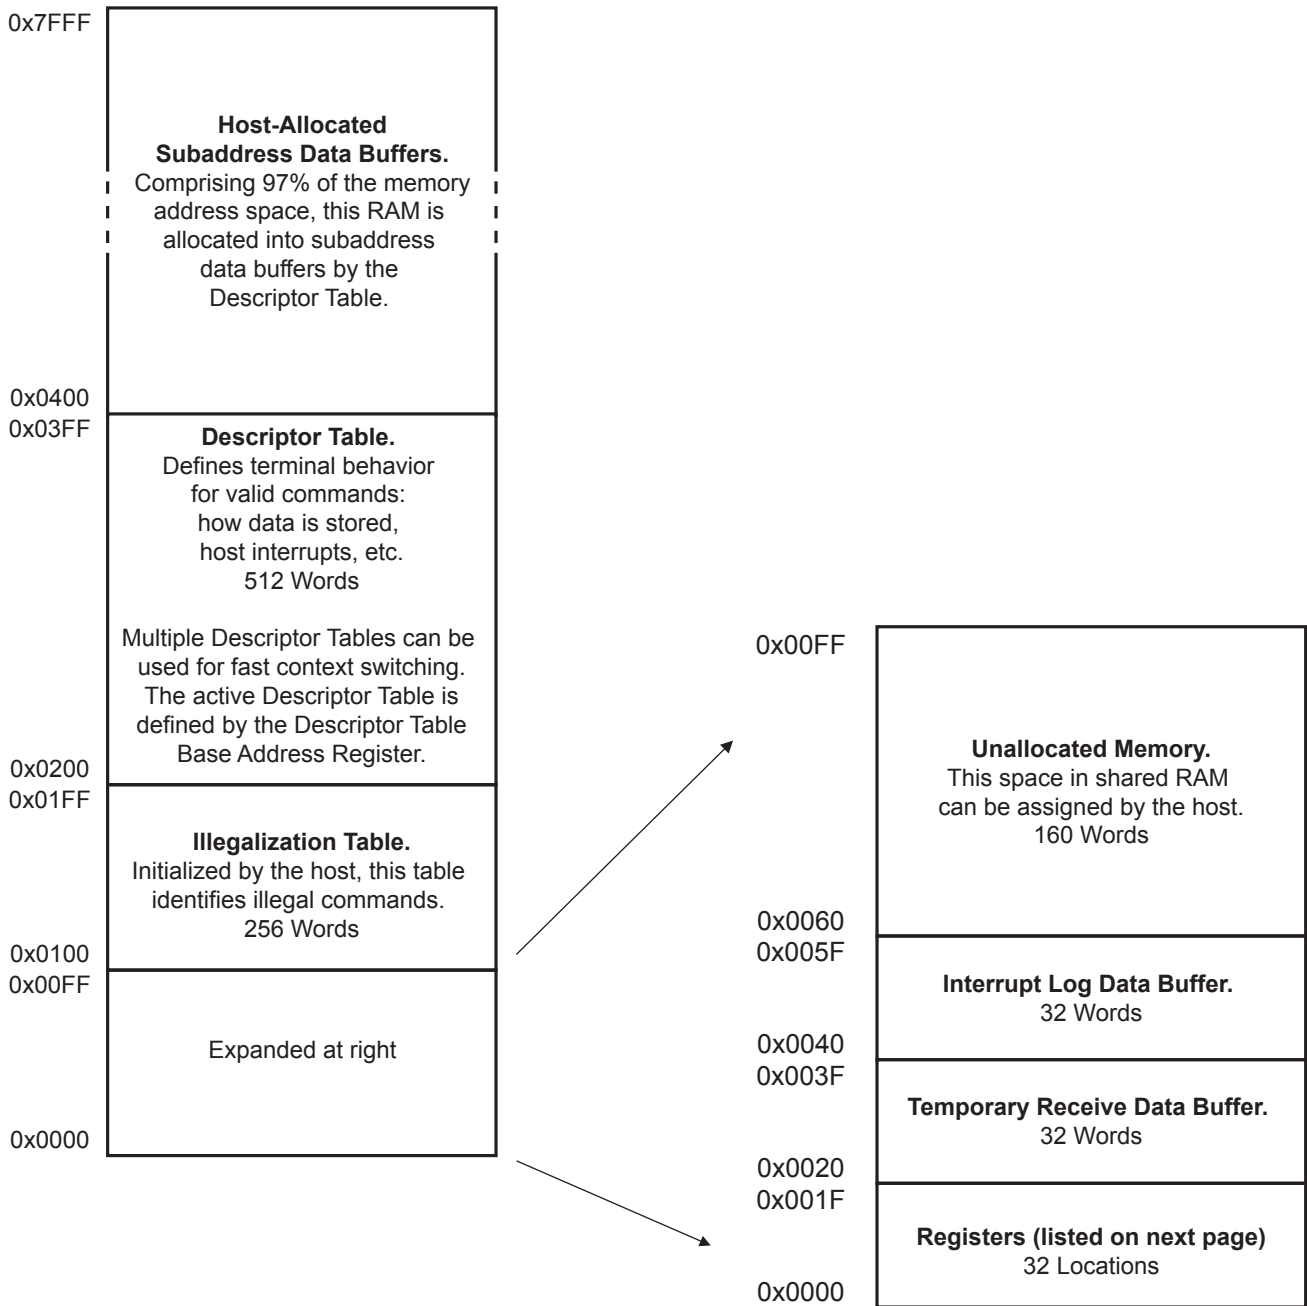 0x7FFF
Host-Allocated
Subaddress Data Buffers.
Comprising 97% of the memory
address space, this RAM is
allocated into subaddress
data buffers by the
Descriptor Table.
0x0400
0x03FF
Descriptor Table.
Defines terminal behavior
for valid commands:
how data is stored,
host interrupts, etc.
512 Words
Multiple Descriptor Tables can be
used for fast context switching.
The active Descriptor Table is
defined by the Descriptor Table
Base Address Register.
0x0200
0x01FF
Illegalization Table.
Initialized by the host, this table
identifies illegal commands.
256 Words
0x0100
0x00FF
Expanded at right
0x0000
0x00FF
Unallocated Memory.
This space in shared RAM
can be assigned by the host.
160 Words
0x0060
0x005F
Interrupt Log Data Buffer.
32 Words
0x0040
0x003F
Temporary Receive Data Buffer.
32 Words
0x0020
0x001F
Registers (listed on next page)
32 Locations
0x0000